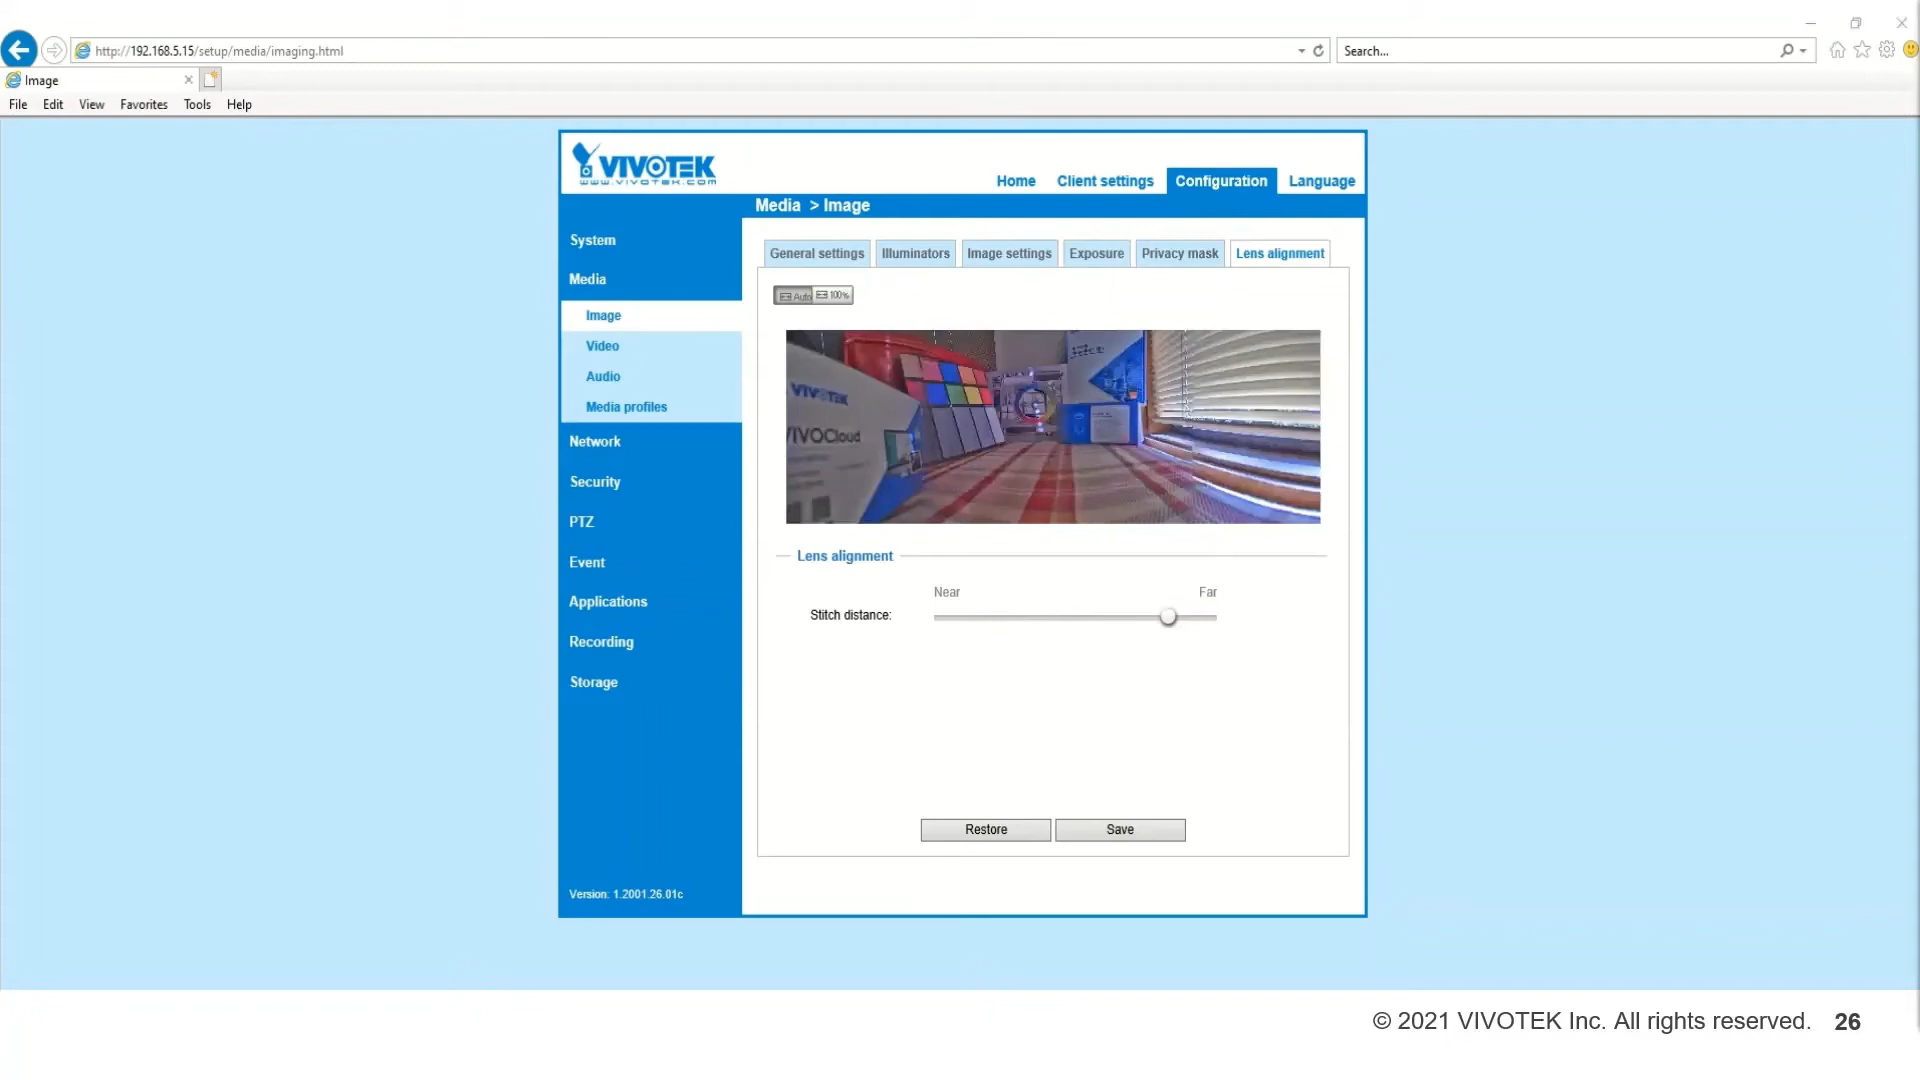 http://192.168.5.15/setup/media/imaging.html
Search...
Image
File Edit View Favorites Tools Help
VIVOTEK
www.vivotek.com
Home Client settings Configuration Language
Media > Image
System
Media
Image
Video
Audio
Media profiles
Network
Security
PTZ
Event
Applications
Recording
Storage
Version: 1.2001.26.01c
General settings Illuminators Image settings Exposure Privacy mask Lens alignment
Auto 100%
VIVOTEK
VIVOCloud
Lens alignment
Near Far
Stitch distance:
Restore Save
© 2021 VIVOTEK Inc. All rights reserved. 26